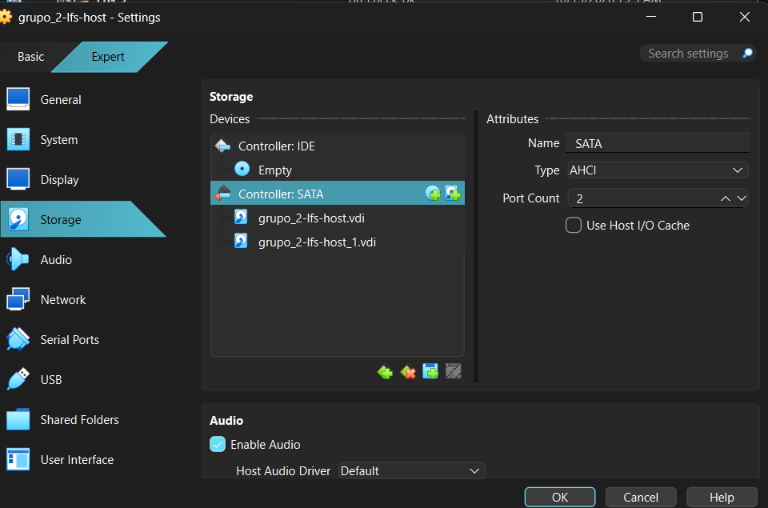 grupo_2-lfs-host - Settings
Basic
Expert
Search settings
General
System
Display
Storage
Audio
Network
Serial Ports
USB
Shared Folders
User Interface
Storage
Devices
Controller: IDE
Empty
Controller: SATA
grupo_2-lfs-host.vdi
grupo_2-lfs-host_1.vdi
Attributes
Name SATA
Type AHCI
Port Count 2
Use Host I/O Cache
Audio
Enable Audio
Host Audio Driver Default
OK Cancel Help